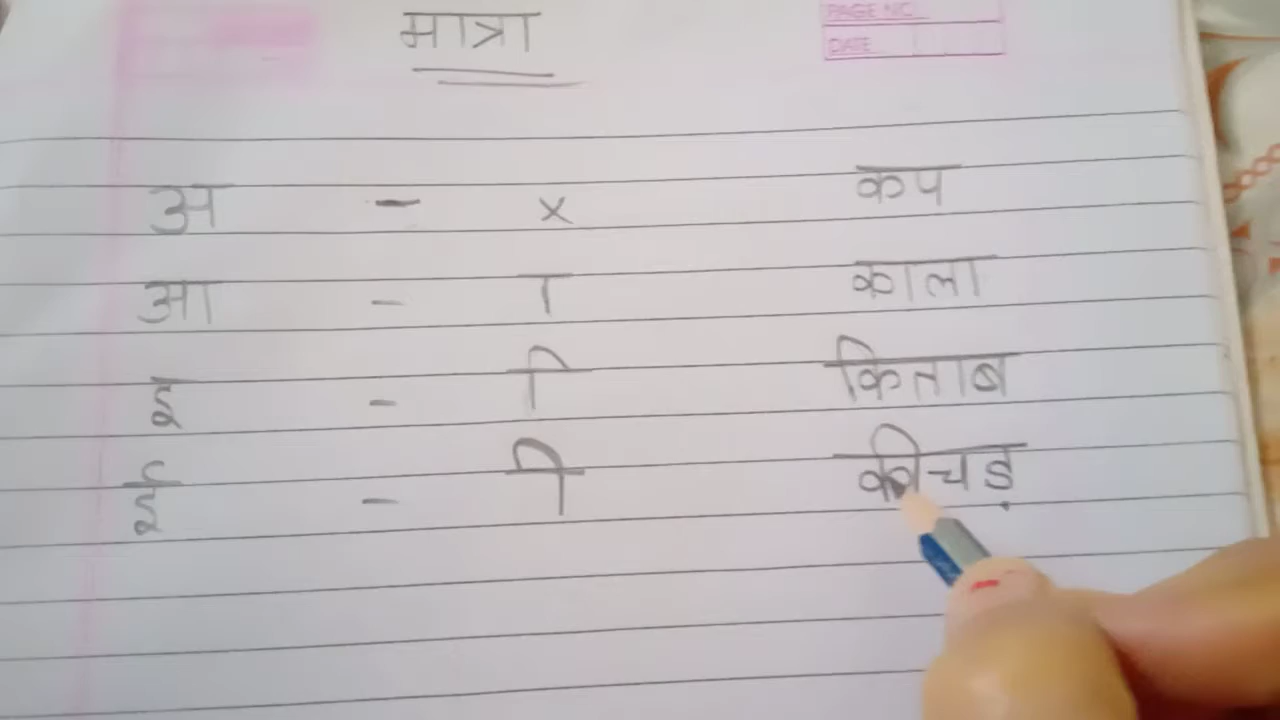 मात्रा
PAGE NO.
DATE
अ - x कप
आ - ा काला
इ - ि किताब
ई - ी कीचड़